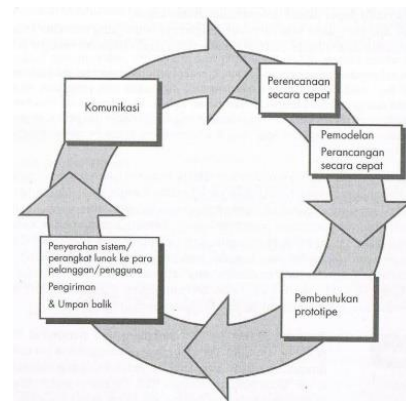 Komunikasi
Perencanaan
secara cepat
Pemodelan
Perancangan
secara cepat
Pembentukan
prototipe
Penyerahan sistem/
perangkat lunak ke para
pelanggan/pengguna
Pengiriman
& Umpan balik